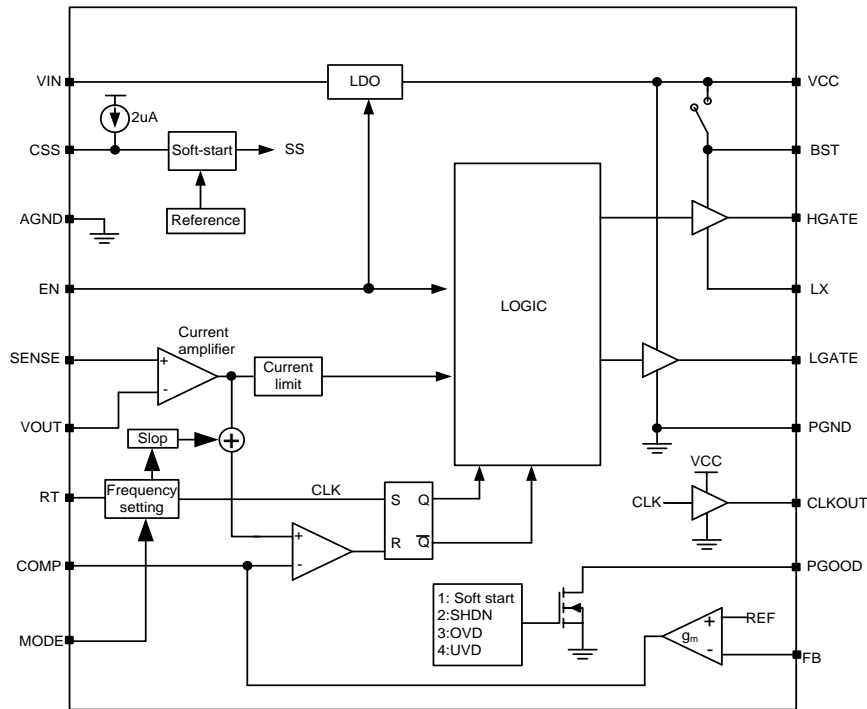 VIN
LDO
VCC
2uA
CSS
Soft-start
SS
BST
AGND
Reference
HGATE
EN
LOGIC
LX
SENSE
Current
amplifier
+
-
Current
limit
LGATE
VOUT
Slop
+
PGND
VCC
RT
Frequency
setting
CLK
S Q
CLK
CLKOUT
+
-
R Q̅
COMP
PGOOD
1: Soft start
2:SHDN
3:OVD
4:UVD
MODE
gm
+
-
REF
FB